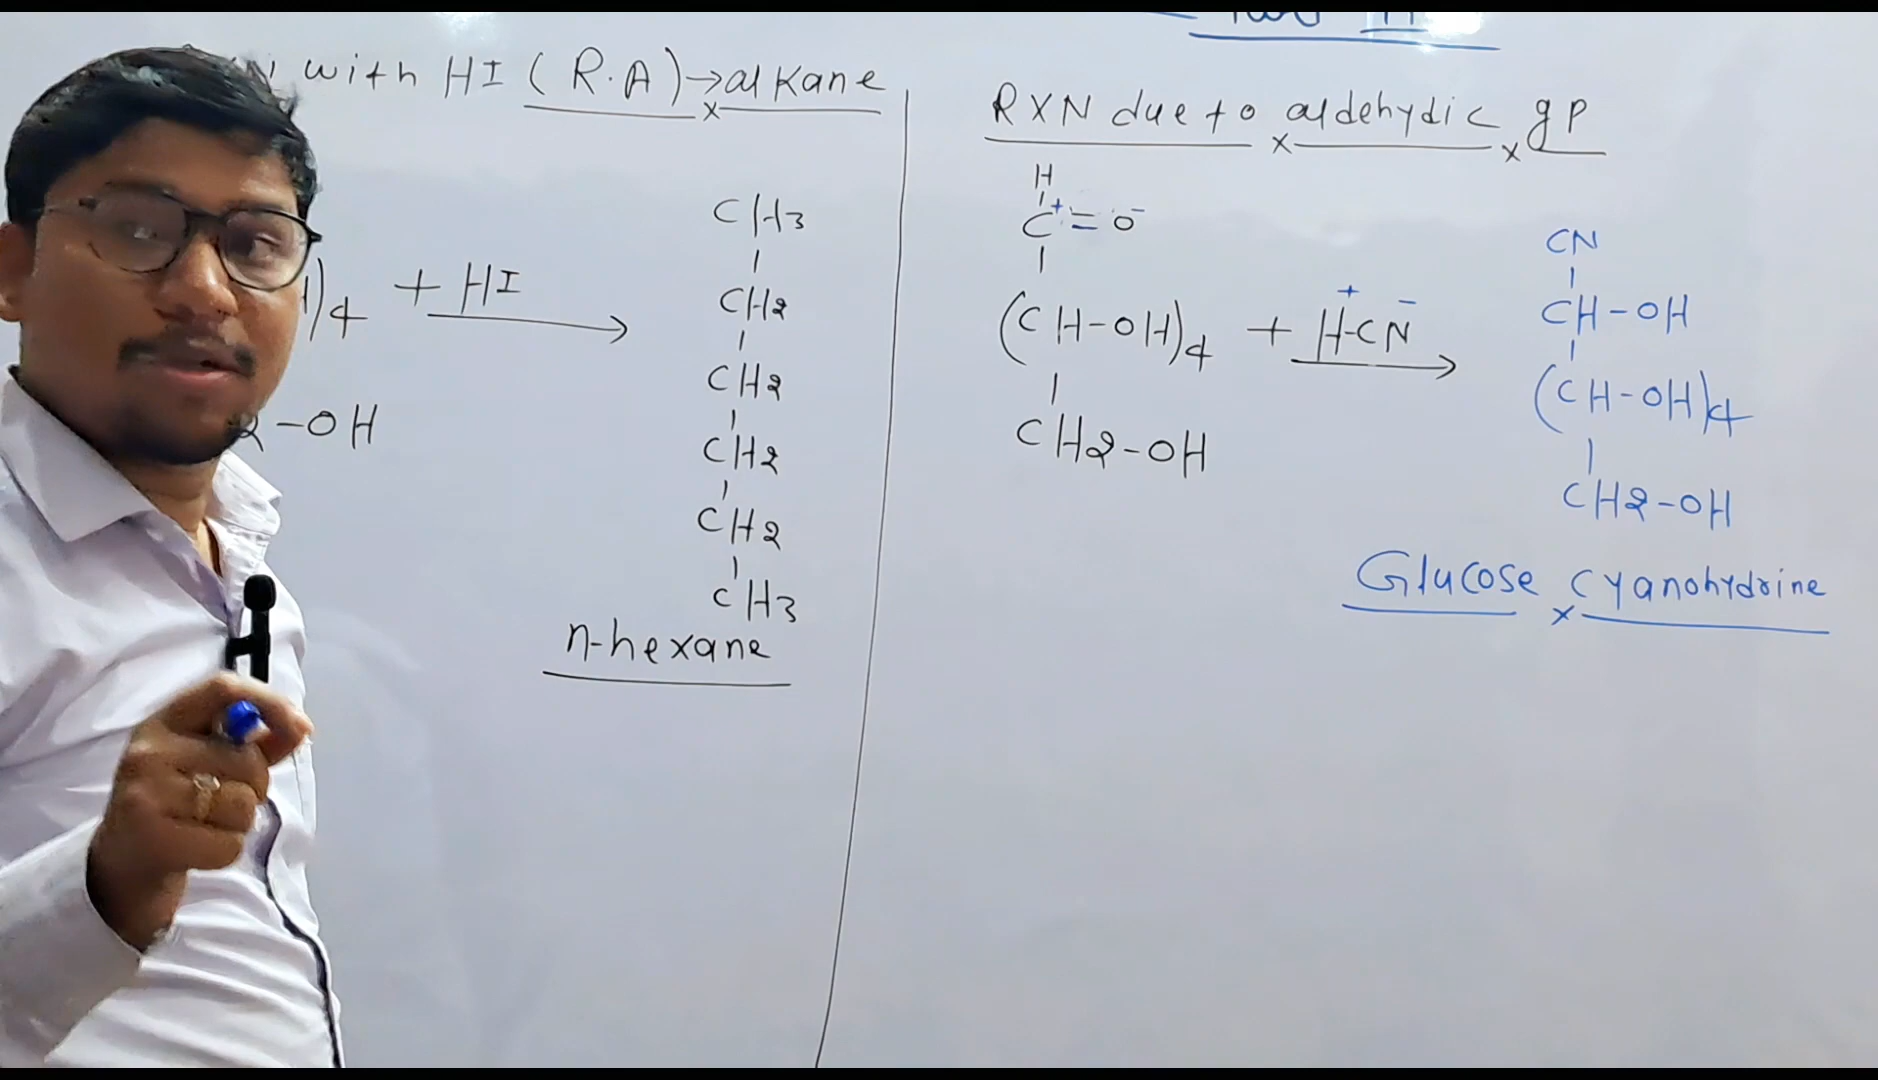 with HI (R.A)→alkane
)4 + HI
2-OH
CH3
CH2
CH2
CH2
CH2
CH3
n-hexane
RXN due to aldehydic gp
H
C+ = O-
(CH-OH)4 + H+-CN-
CH2-OH
CN
CH-OH
(CH-OH)4
CH2-OH
Glucose cyanohydrine